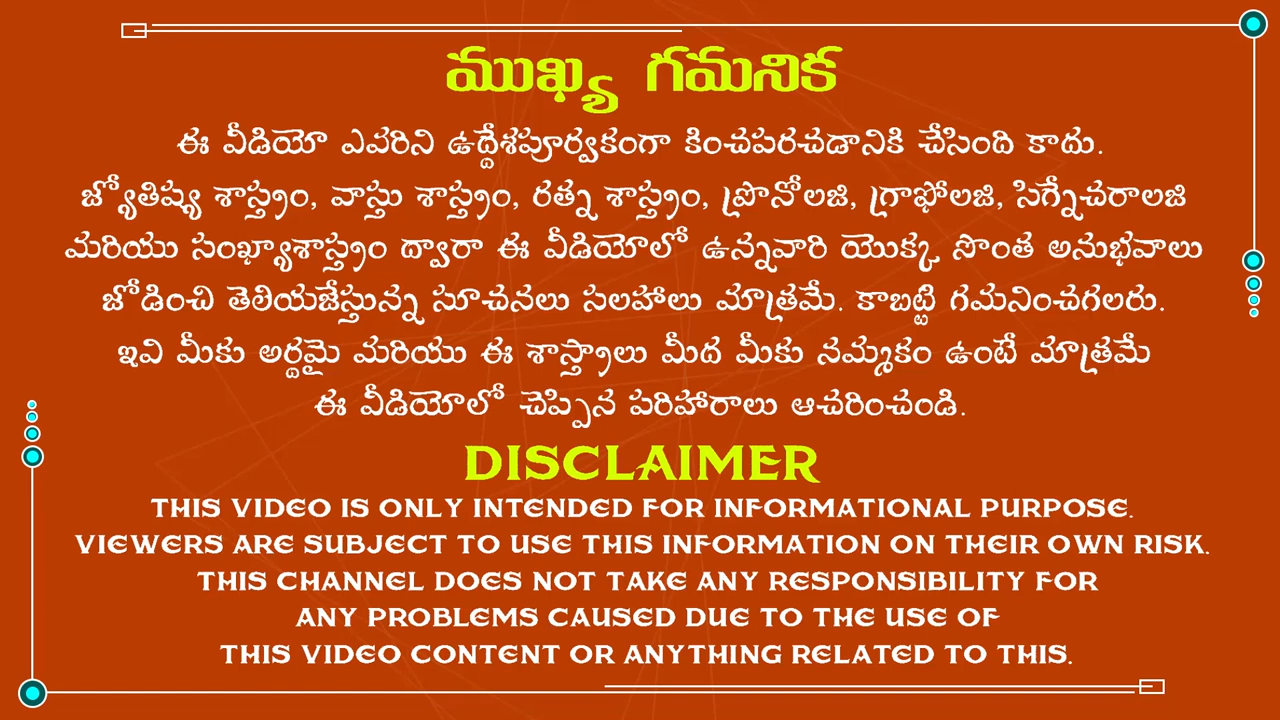 ముఖ్య గమనిక
ఈ వీడియో ఎవరిని ఉద్దేశపూర్వకంగా కించపరచడానికి చేసింది కాదు.
జ్యోతిష్య శాస్త్రం, వాస్తు శాస్త్రం, రత్న శాస్త్రం, ప్రొనోలజి, గ్రాఫోలజి, సిగ్నేచరాలజి
మరియు సంఖ్యాశాస్త్రం ద్వారా ఈ వీడియోలో ఉన్నవారి యొక్క సొంత అనుభవాలు
జోడించి తెలియజేస్తున్న సూచనలు సలహాలు మాత్రమే. కాబట్టి గమనించగలరు.
ఇవి మీకు అర్థమై మరియు ఈ శాస్త్రాలు మీద మీకు నమ్మకం ఉంటే మాత్రమే
ఈ వీడియోలో చెప్పిన పరిహారాలు ఆచరించండి.
DISCLAIMER
THIS VIDEO IS ONLY INTENDED FOR INFORMATIONAL PURPOSE.
VIEWERS ARE SUBJECT TO USE THIS INFORMATION ON THEIR OWN RISK.
THIS CHANNEL DOES NOT TAKE ANY RESPONSIBILITY FOR
ANY PROBLEMS CAUSED DUE TO THE USE OF
THIS VIDEO CONTENT OR ANYTHING RELATED TO THIS.